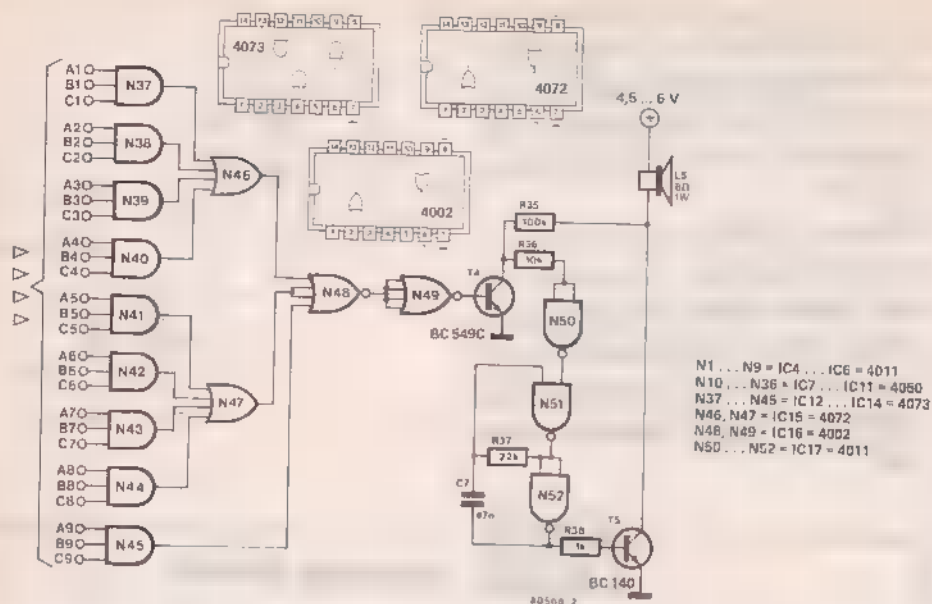 4073
4072
4002
A1
B1
C1
N37
A2
B2
C2
N38
A3
B3
C3
N39
A4
B4
C4
N40
A5
B5
C5
N41
A6
B6
C6
N42
A7
B7
C7
N43
A8
B8
C8
N44
A9
B9
C9
N45
N46
N47
N48
N49
T4
BC 549C
R35
100k
R36
10k
N50
N51
R37
22k
N52
C7
R38
1k
T5
BC 140
4,5 ... 6 V
+
LS
8Ω
1W
N1 ... N9 = IC4 ... IC6 = 4011
N10 ... N36 = IC7 ... IC11 = 4050
N37 ... N45 = IC12 ... IC14 = 4073
N46, N47 = IC15 = 4072
N48, N49 = IC16 = 4002
N50 ... N52 = IC17 = 4011